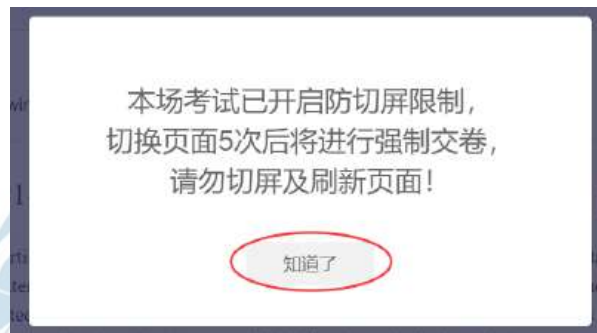 本场考试已开启防切屏限制，
切换页面5次后将进行强制交卷，
请勿切屏及刷新页面！
知道了